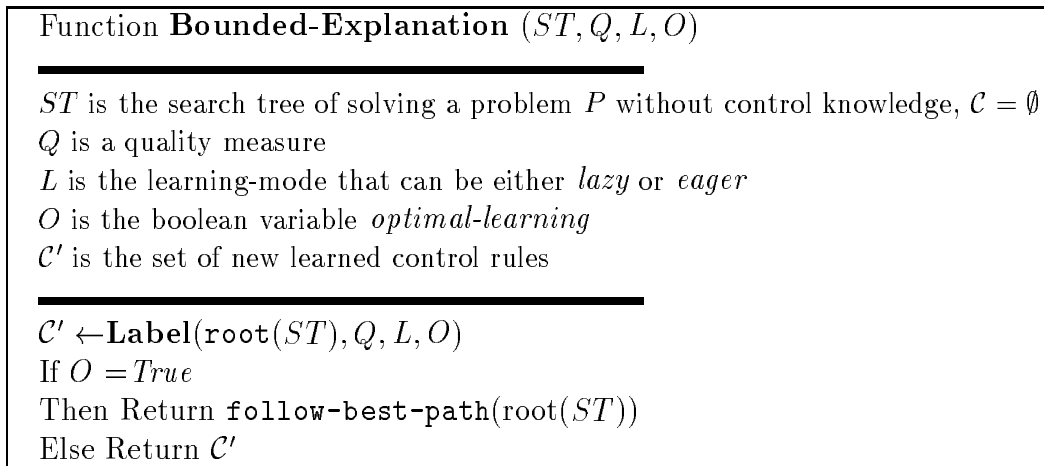 Function Bounded-Explanation (ST, Q, L, O)
ST is the search tree of solving a problem P without control knowledge, C = ∅
Q is a quality measure
L is the learning-mode that can be either lazy or eager
O is the boolean variable optimal-learning
C′ is the set of new learned control rules
C′ ←Label(root(ST), Q, L, O)
If O = True
Then Return follow-best-path(root(ST))
Else Return C′